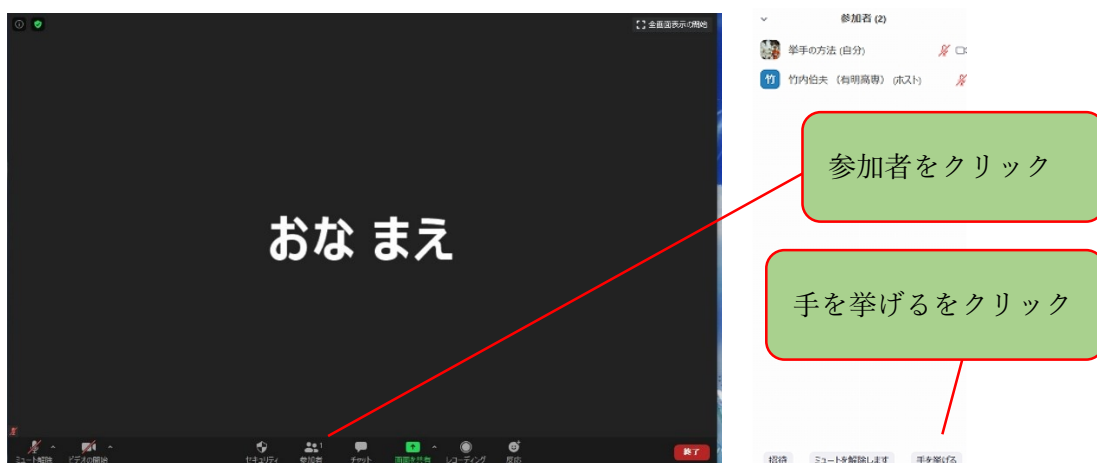 全画面表示の開始
おな まえ
ミュート解除
ビデオの開始
セキュリティ
参加者
1
チャット
画面を共有
レコーディング
反応
終了
参加者 (2)
挙手の方法 (自分)
竹
竹内伯夫 (有明高専) (ホスト)
参加者をクリック
手を挙げるをクリック
招待
ミュートを解除します
手を挙げる